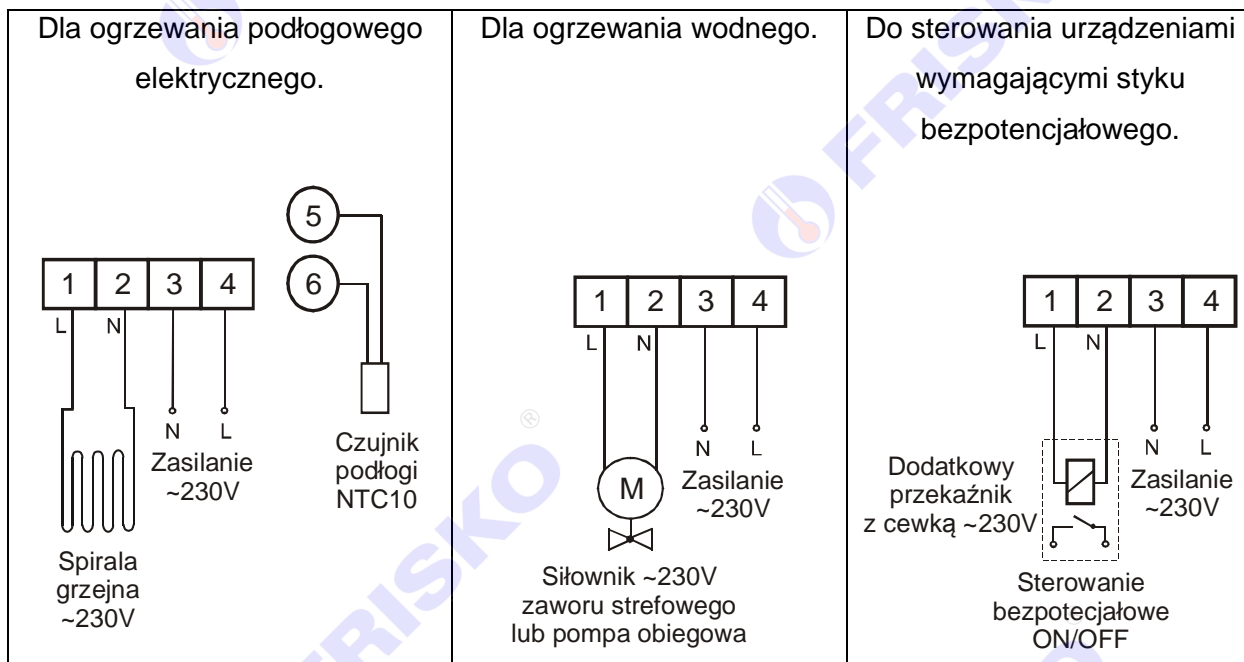 Dla ogrzewania podłogowego
elektrycznego.
5
6
1 2 3 4
L N
N L
Zasilanie
~230V
Czujnik
podłogi
NTC10
Spirala
grzejna
~230V
Dla ogrzewania wodnego.
1 2 3 4
L N
N L
M
Zasilanie
~230V
Siłownik ~230V
zaworu strefowego
lub pompa obiegowa
Do sterowania urządzeniami
wymagającymi styku
bezpotencjałowego.
1 2 3 4
L N
N L
Dodatkowy
przekaźnik
z cewką ~230V
Zasilanie
~230V
Sterowanie
bezpotecjałowe
ON/OFF
FRISKO
FRISKO ®